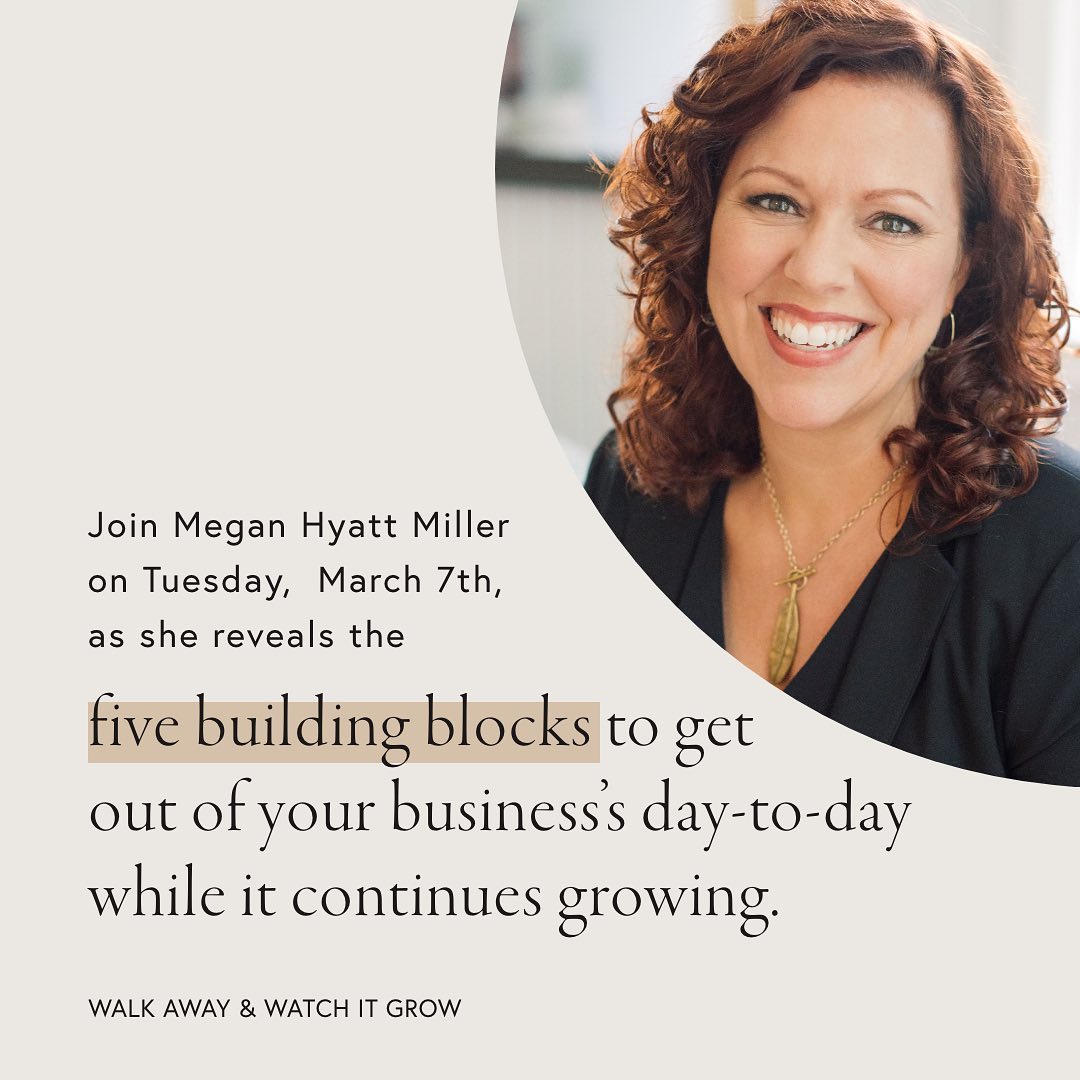 Join Megan Hyatt Miller
on Tuesday,  March 7th,
as she reveals the
five building blocks to get
out of your business’s day-to-day
while it continues growing.
WALK AWAY & WATCH IT GROW